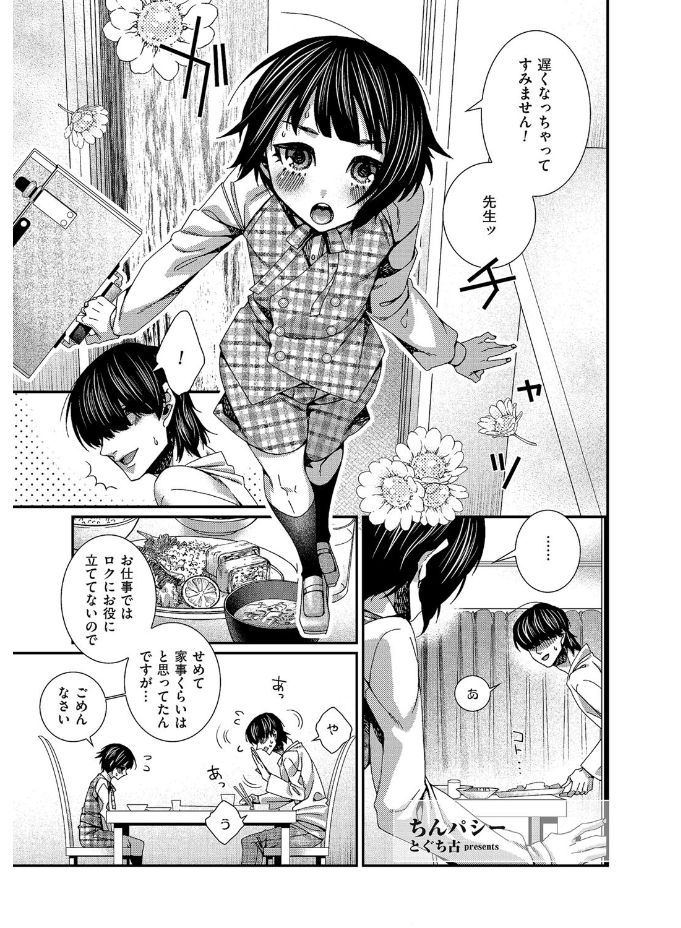 遅くなっちゃって
すみません!
先生ッ
ガ
チ
ャ
ッ
!
……
あ
コト…
お仕事では
ロクにお役に
立ててないので
せめて
家事くらいは
と思ってたん
ですが…
ごめん
なさい
あっ
や
う
っっ
ちんパシー
とぐち古 presents